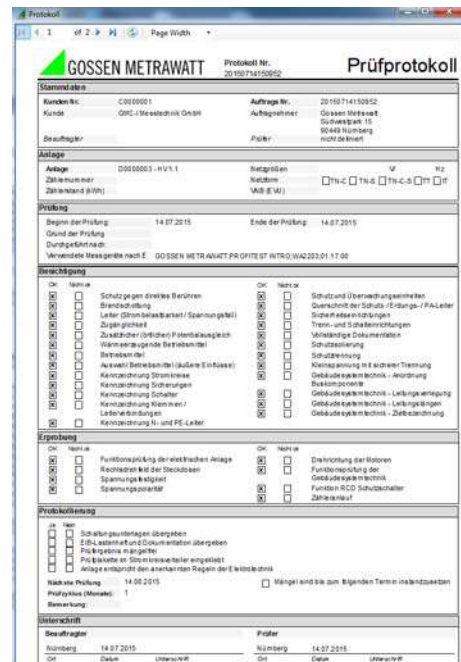 Protokoll
1 of 2 Page Width
GOSSEN METRAWATT
Protokoll Nr.
20150714150952
Prüfprotokoll
Stammdaten
Kunden Nr. C0000001 Auftrags Nr. 20150714150952
Kunde GMC-I Messtechnik GmbH Auftragnehmer Gossen Metrawatt
Südwestpark 15
90449 Nürnberg
Beauftragter Prüfer nicht definiert
Anlage
Anlage D0000003 - HV1.1 Netzgrößen V Hz
Zählernummer Netzform TN-C TN-S TN-C-S TT IT
Zählerstand (kWh) VNB (EVU)
Prüfung
Beginn der Prüfung: 14.07.2015 Ende der Prüfung: 14.07.2015
Grund der Prüfung
Durchgeführt nach:
Verwendete Messgeräte nach E GOSSEN METRAWATT;PROFITEST INTRO;WA2203;01.17.00
Besichtigung
OK Nicht ok OK Nicht ok
Schutz gegen direktes Berühren Schutz und Überwachungseinheiten
Brandschottung Querschnitt der Schutz- / Erdungs- / PA-Leiter
Leiter (Strombelastbarkeit / Spannungsfall) Sicherheitseinrichtungen
Zugänglichkeit Trenn- und Schalteinrichtungen
Zusätzlicher (örtlicher) Potentialausgleich Vollständige Dokumentation
Wärmeerzeugende Betriebsmittel Schutzisolierung
Betriebsmittel Schutztrennung
Auswahl Betriebsmittel (äußere Einflüsse) Kleinspannung mit sicherer Trennung
Kennzeichnung Stromkreise Gebäudesystemtechnik - Anordnung
Kennzeichnung Sicherungen Buskomponente
Kennzeichnung Schalter Gebäudesystemtechnik - Leitungsverlegung
Kennzeichnung Klemmen / Gebäudesystemtechnik - Leitungslängen
Leiterverbindungen Gebäudesystemtechnik - Zielbezeichnung
Kennzeichnung N- und PE-Leiter
Erprobung
OK Nicht ok OK Nicht ok
Funktionsprüfung der elektrischen Anlage Drehrichtung der Motoren
Rechtsdrehfeld der Steckdosen Funktionsprüfung der
Spannungsfestigkeit Gebäudesystemtechnik
Spannungspolarität Funktion RCD Schutzschalter
Zähleranlauf
Protokollierung
Ja Nein
Schaltungsunterlagen übergeben
EIB-Lastenheft und Dokumentation übergeben
Prüfergebnis mängelfrei
Prüfplakette im Stromkreisverteiler eingeklebt
Anlage entspricht den anerkannten Regeln der Elektrotechnik
Nächste Prüfung 14.08.2015 Mängel sind bis zum folgenden Termin instandzusetzen
Prüfzyklus (Monate): 1
Bemerkung:
Unterschrift
Beauftragter Prüfer
Nürnberg 14.07.2015 Nürnberg 14.07.2015
Ort Datum Unterschrift Ort Datum Unterschrift